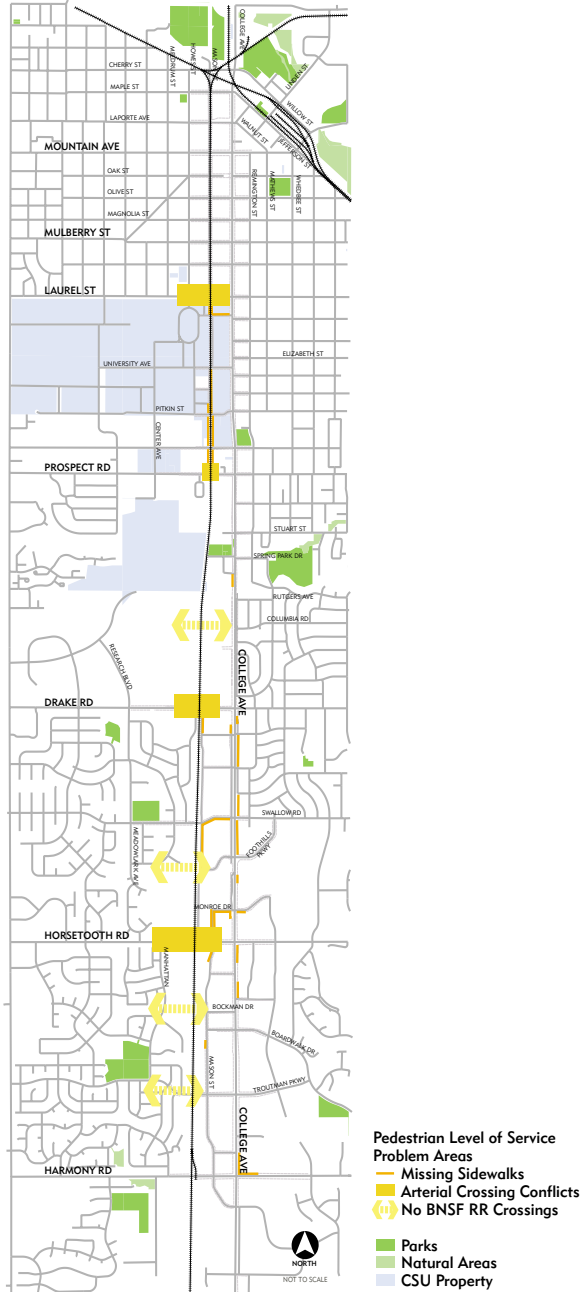 COLLEGE AVE
HOWES ST
MASON
CHERRY ST
MAPLE ST
LINDEN ST
WILLOW ST
LAPORTE AVE
WALNUT ST
JEFFERSON ST
MOUNTAIN AVE
OAK ST
REMINGTON ST
MATHEWS ST
WHEDBEE ST
OLIVE ST
MAGNOLIA ST
MULBERRY ST
LAUREL ST
ELIZABETH ST
UNIVERSITY AVE
PITKIN ST
CENTER AVE
PROSPECT RD
STUART ST
SPRING PARK DR
RUTGERS AVE
COLUMBIA RD
RESEARCH BLVD
COLLEGE AVE
DRAKE RD
SWALLOW RD
MEADOWLARK AVE
FOOTHILLS
PKWY
MONROE DR
HORSETOOTH RD
MANHATTAN
BOCKMAN DR
BOARDWALK DR
MASON ST
TROUTMAN PKWY
COLLEGE AVE
HARMONY RD
NORTH
NOT TO SCALE
Pedestrian Level of Service
Problem Areas
Missing Sidewalks
Arterial Crossing Conflicts
No BNSF RR Crossings
Parks
Natural Areas
CSU Property